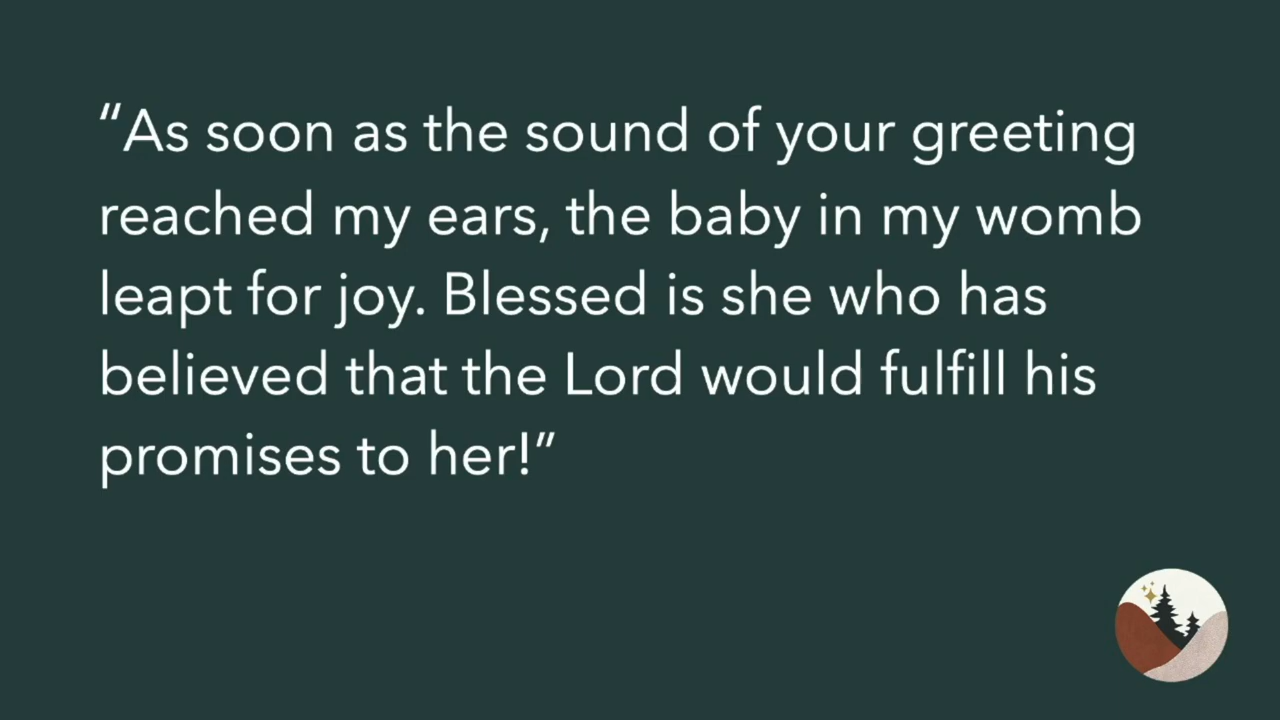 “As soon as the sound of your greeting
reached my ears, the baby in my womb
leapt for joy. Blessed is she who has
believed that the Lord would fulfill his
promises to her!”